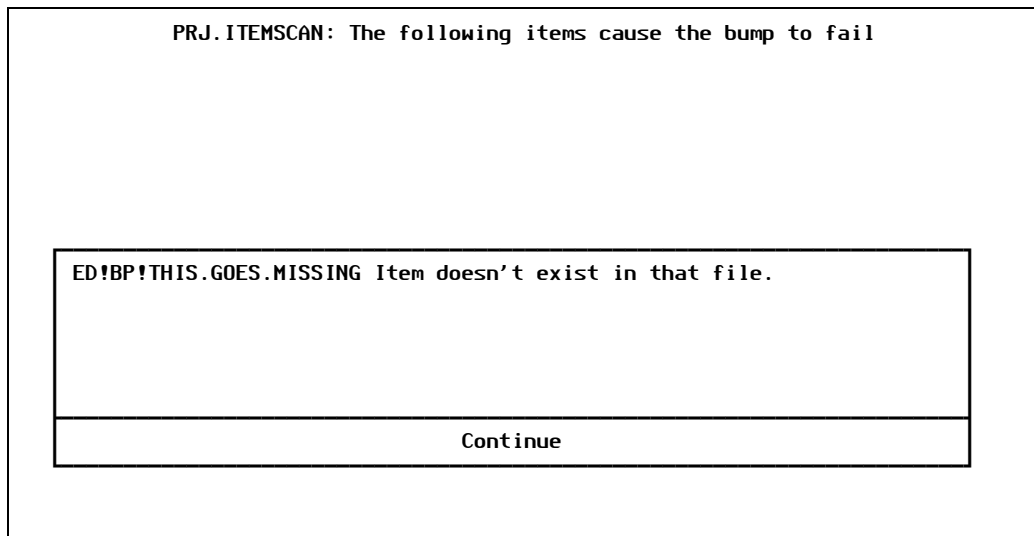 PRJ.ITEMSCAN: The following items cause the bump to fail
ED!BP!THIS.GOES.MISSING Item doesn't exist in that file.
Continue